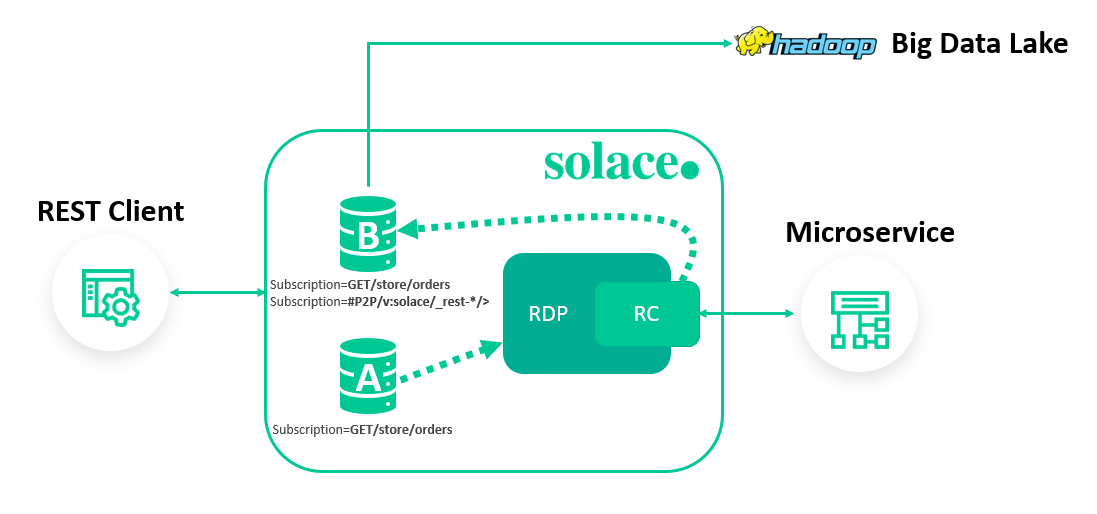 hadoop Big Data Lake
solace.
REST Client
B
Microservice
Subscription=GET/store/orders
Subscription=#P2P/v:solace/_rest-*/>
RDP
RC
A
Subscription=GET/store/orders